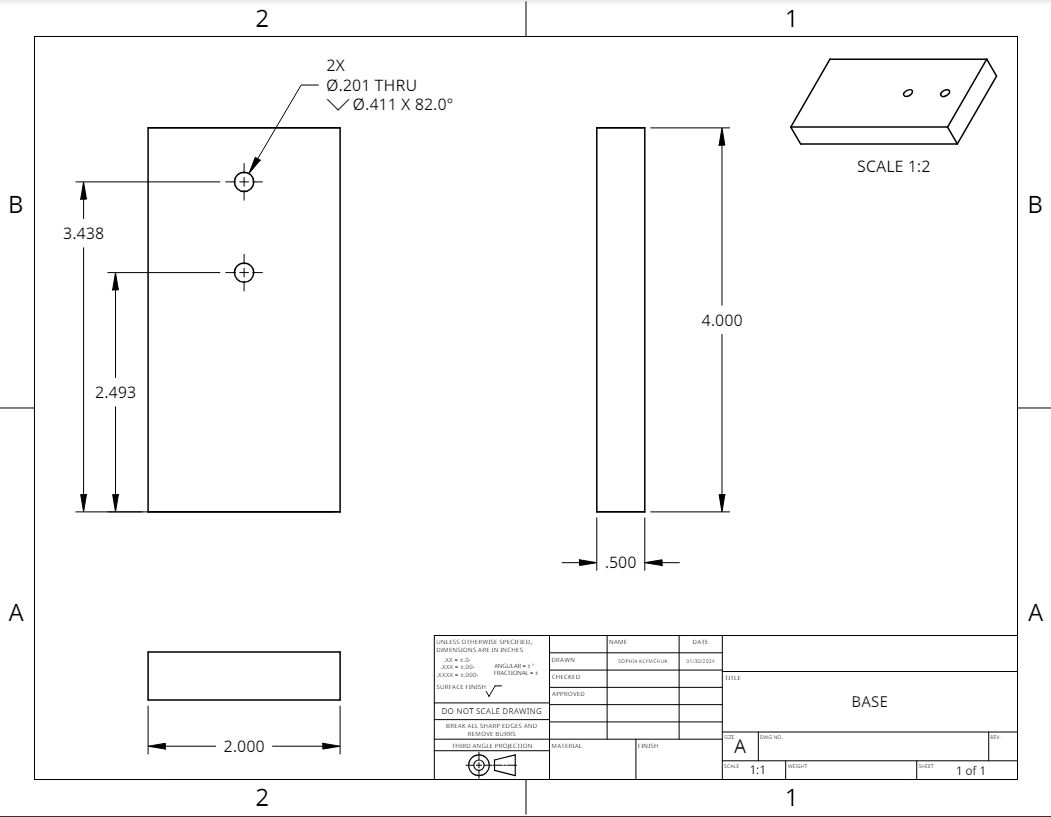 2
1
2X
Ø.201 THRU
Ø.411 X 82.0°
SCALE 1:2
B
B
3.438
2.493
4.000
.500
A
A
2.000
UNLESS OTHERWISE SPECIFIED,
DIMENSIONS ARE IN INCHES
.XX = ±.0-
.XXX = ±.00-
.XXXX = ±.000-
ANGULAR = ± °
FRACTIONAL = ±
SURFACE FINISH
DO NOT SCALE DRAWING
BREAK ALL SHARP EDGES AND
REMOVE BURRS
THIRD ANGLE PROJECTION
NAME
DATE
DRAWN
SOPHIA KLYMCHUK
01/30/2024
CHECKED
APPROVED
MATERIAL
FINISH
TITLE
BASE
SIZE
A
DWG NO.
REV.
SCALE
1:1
WEIGHT
SHEET
1 of 1
2
1